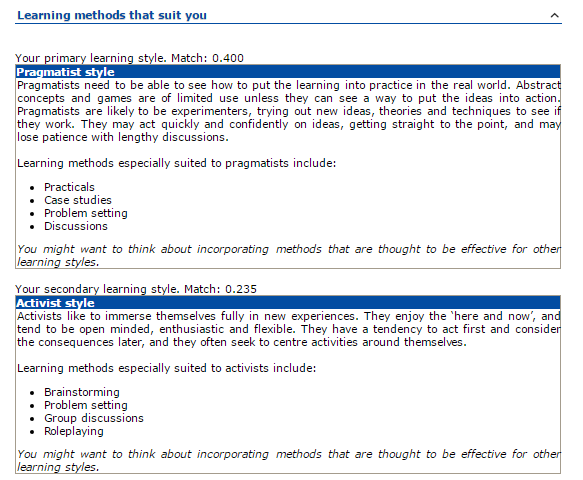 Learning methods that suit you
Your primary learning style. Match: 0.400
Pragmatist style
Pragmatists need to be able to see how to put the learning into practice in the real world. Abstract
concepts and games are of limited use unless they can see a way to put the ideas into action.
Pragmatists are likely to be experimenters, trying out new ideas, theories and techniques to see if
they work. They may act quickly and confidently on ideas, getting straight to the point, and may
lose patience with lengthy discussions.
Learning methods especially suited to pragmatists include:
• Practicals
• Case studies
• Problem setting
• Discussions
You might want to think about incorporating methods that are thought to be effective for other
learning styles.
Your secondary learning style. Match: 0.235
Activist style
Activists like to immerse themselves fully in new experiences. They enjoy the ‘here and now’, and
tend to be open minded, enthusiastic and flexible. They have a tendency to act first and consider
the consequences later, and they often seek to centre activities around themselves.
Learning methods especially suited to activists include:
• Brainstorming
• Problem setting
• Group discussions
• Roleplaying
You might want to think about incorporating methods that are thought to be effective for other
learning styles.